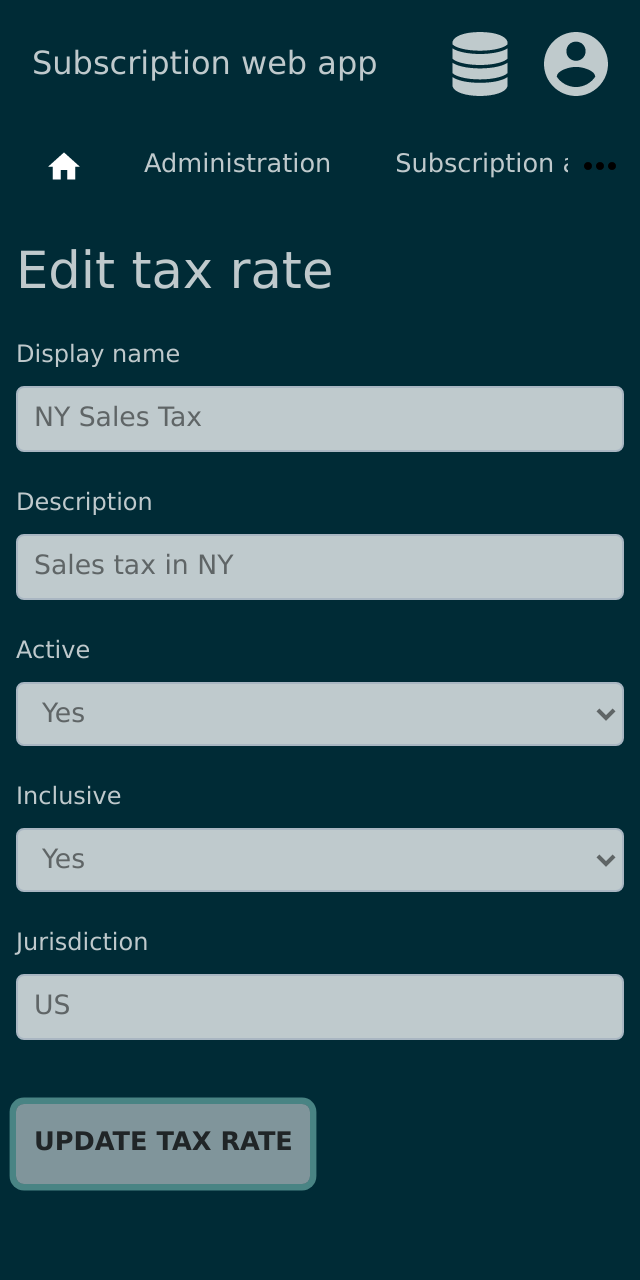 Subscription web app
Administration
Subscription
Edit tax rate
Display name
NY Sales Tax
Description
Sales tax in NY
Active
Yes
Inclusive
Yes
Jurisdiction
US
UPDATE TAX RATE